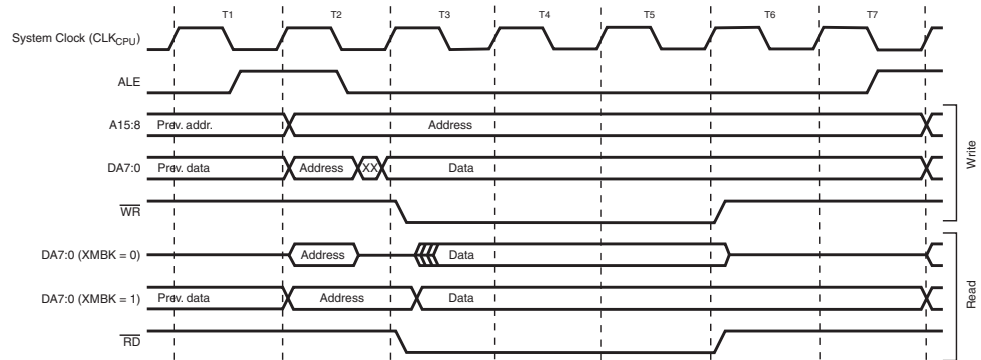 T1 T2 T3 T4 T5 T6 T7
System Clock (CLKCPU)
ALE
A15:8 Prev. addr. Address
DA7:0 Prev. data Address XX Data
WR
Write
DA7:0 (XMBK = 0) Address Data
DA7:0 (XMBK = 1) Prev. data Address Data
RD
Read